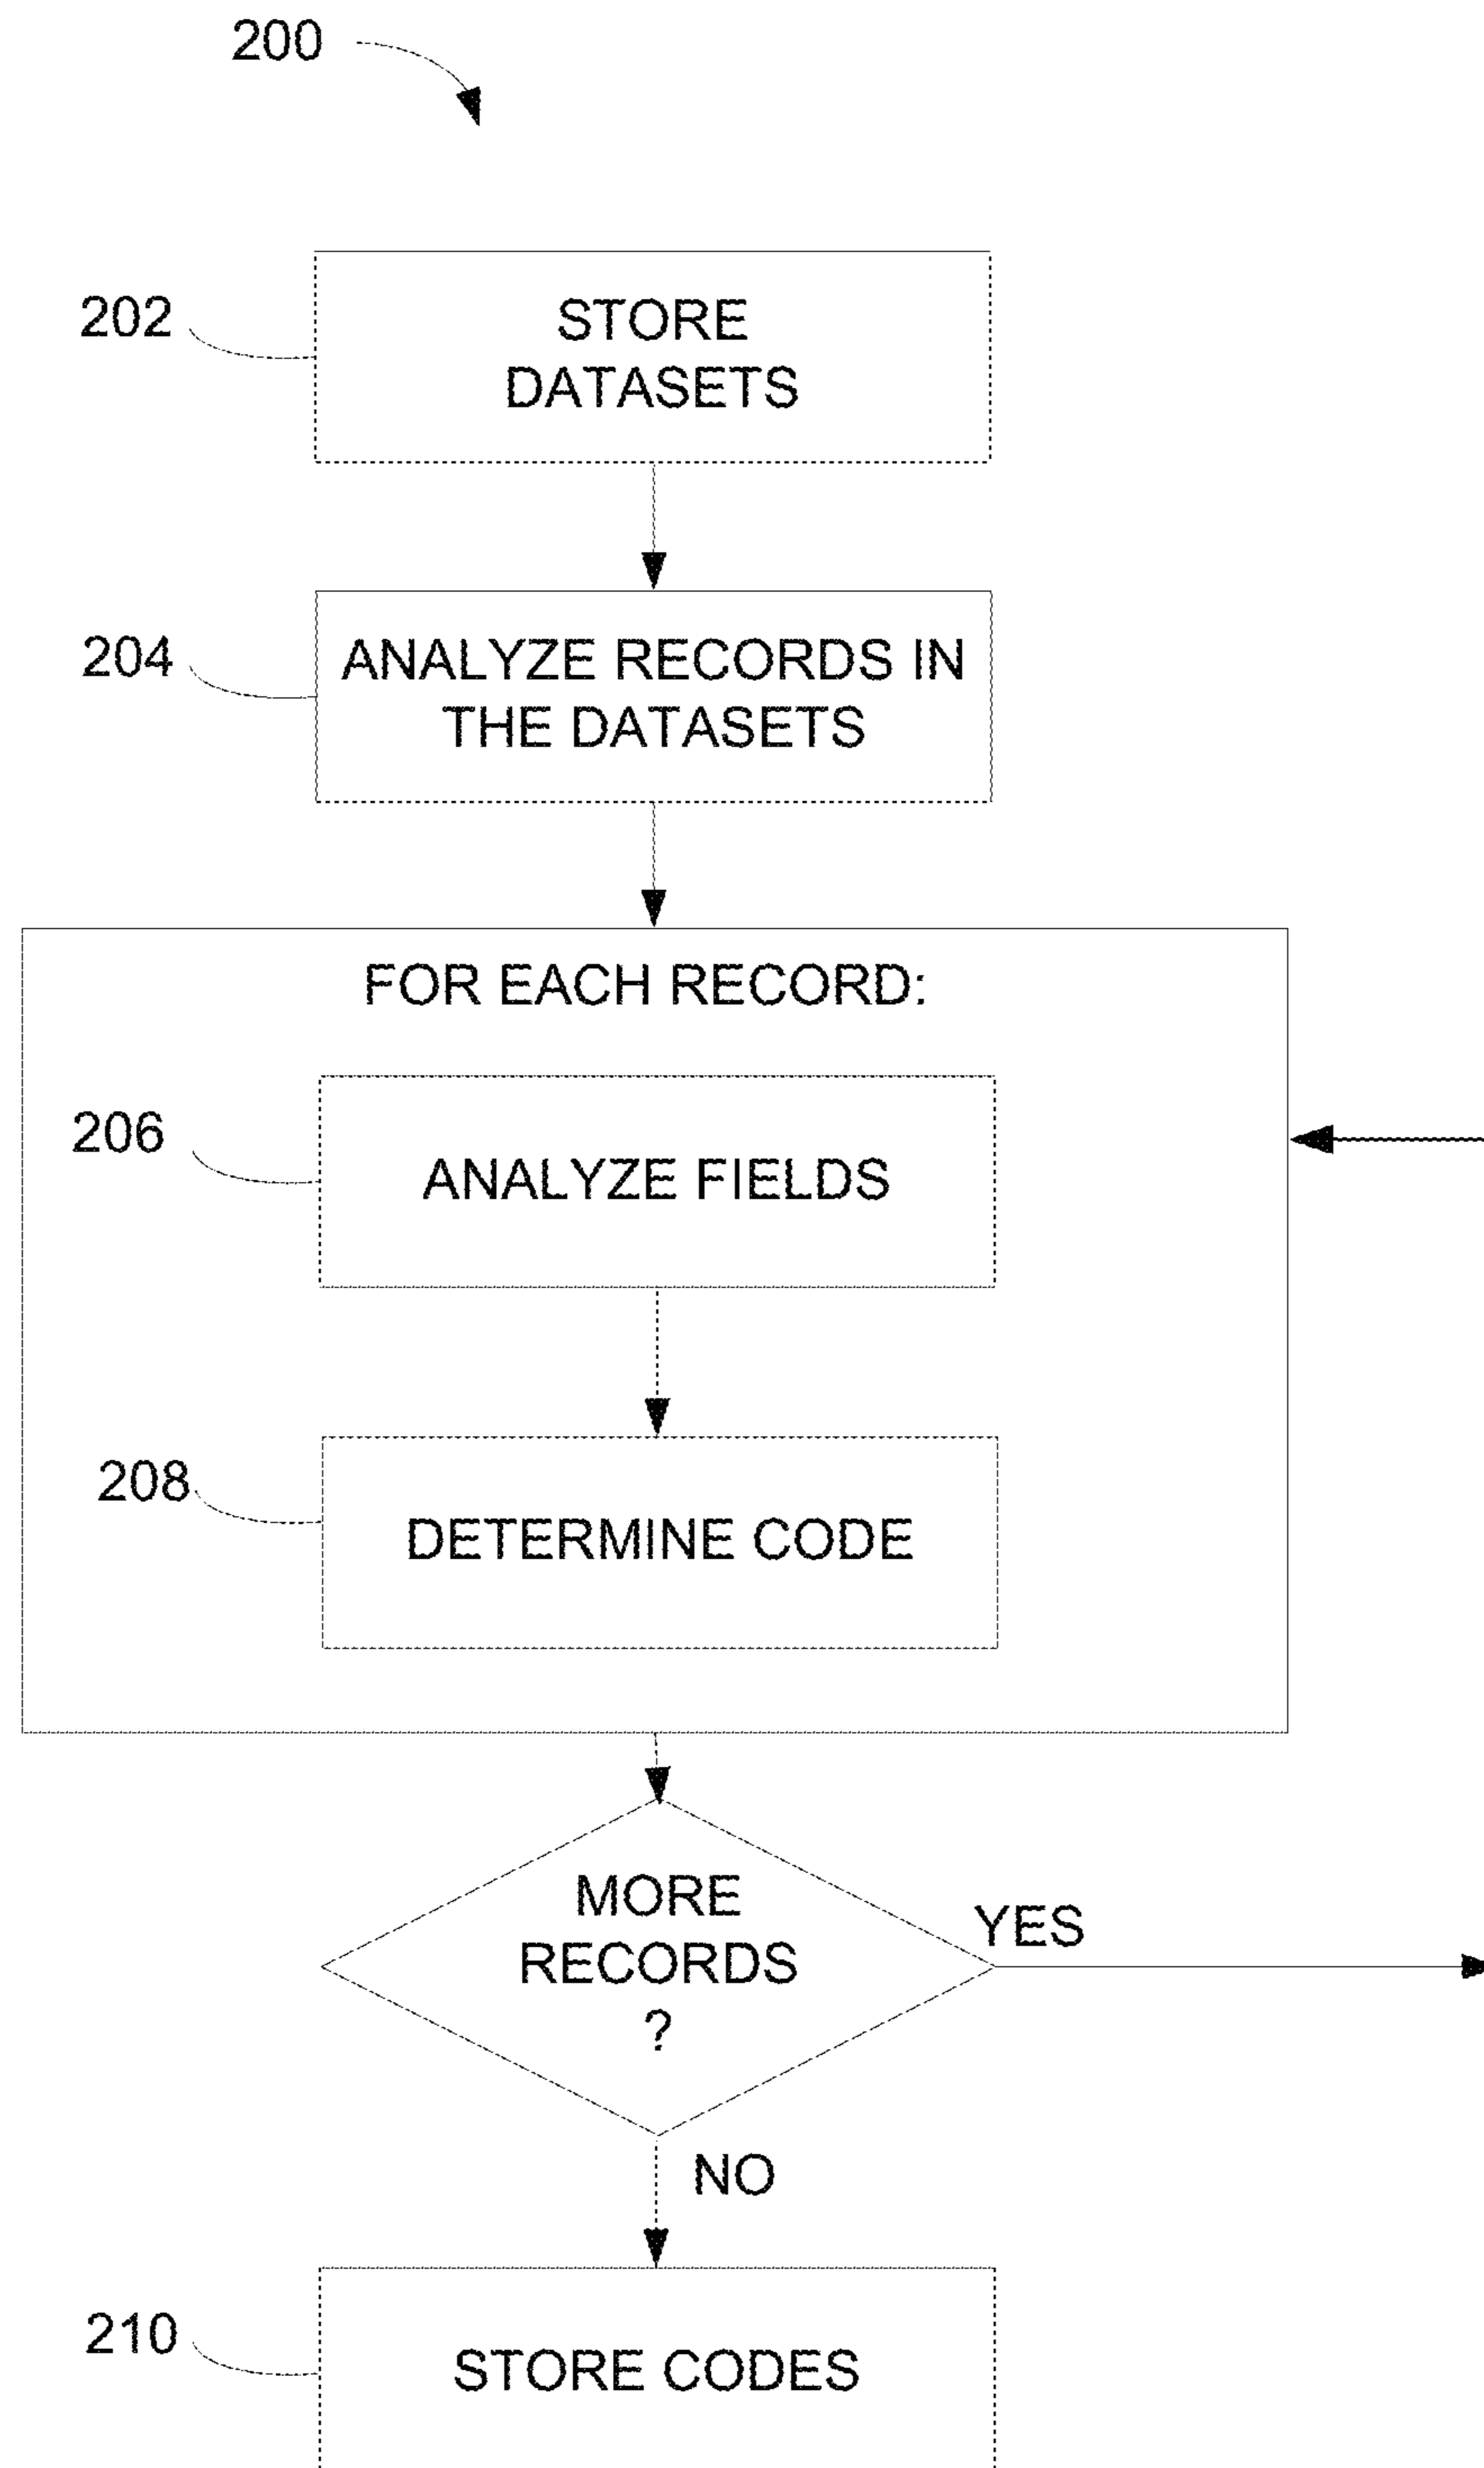 200
202
STORE
DATASETS
204
ANALYZE RECORDS IN
THE DATASETS
FOR EACH RECORD:
206
ANALYZE FIELDS
208
DETERMINE CODE
MORE
RECORDS
?
YES
NO
210
STORE CODES